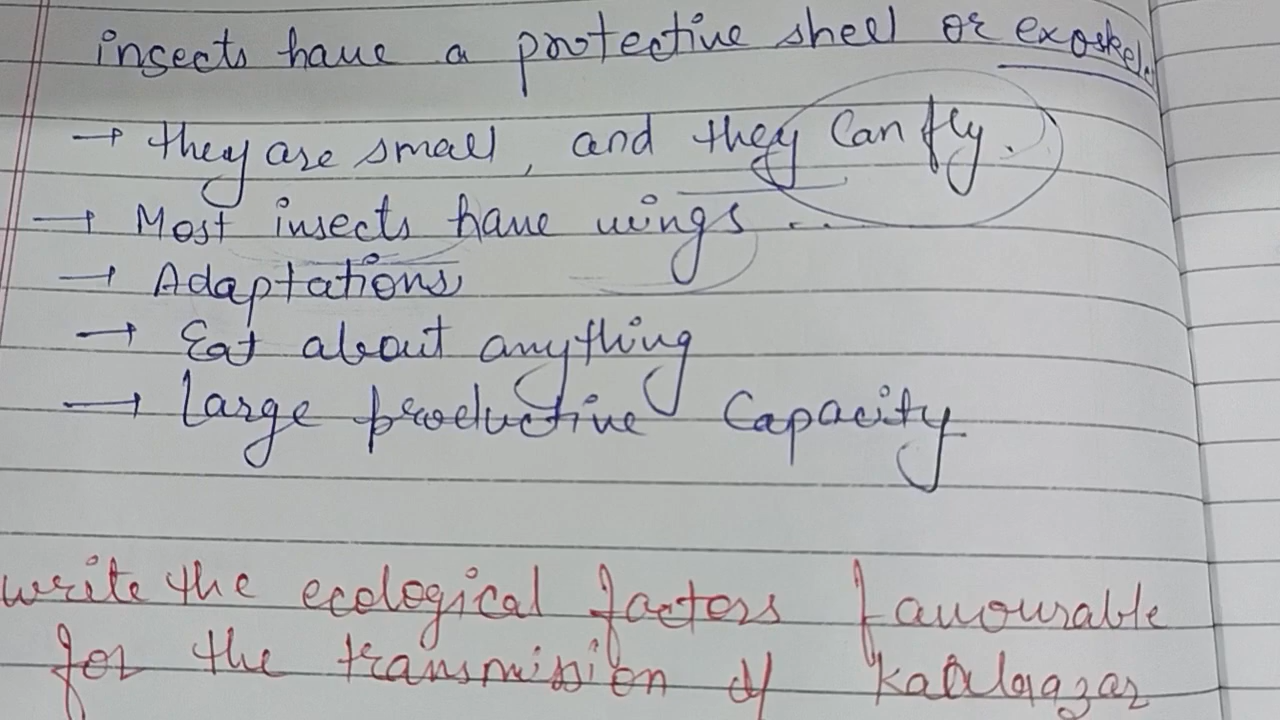 insects have a protective shell or exoskel.
→ they are small, and they can fly.
→ Most insects have wings ...
→ Adaptations
→ Eat about anything
→ Large productive Capacity
write the ecological factors favourable
for the transmission of kaalaazar